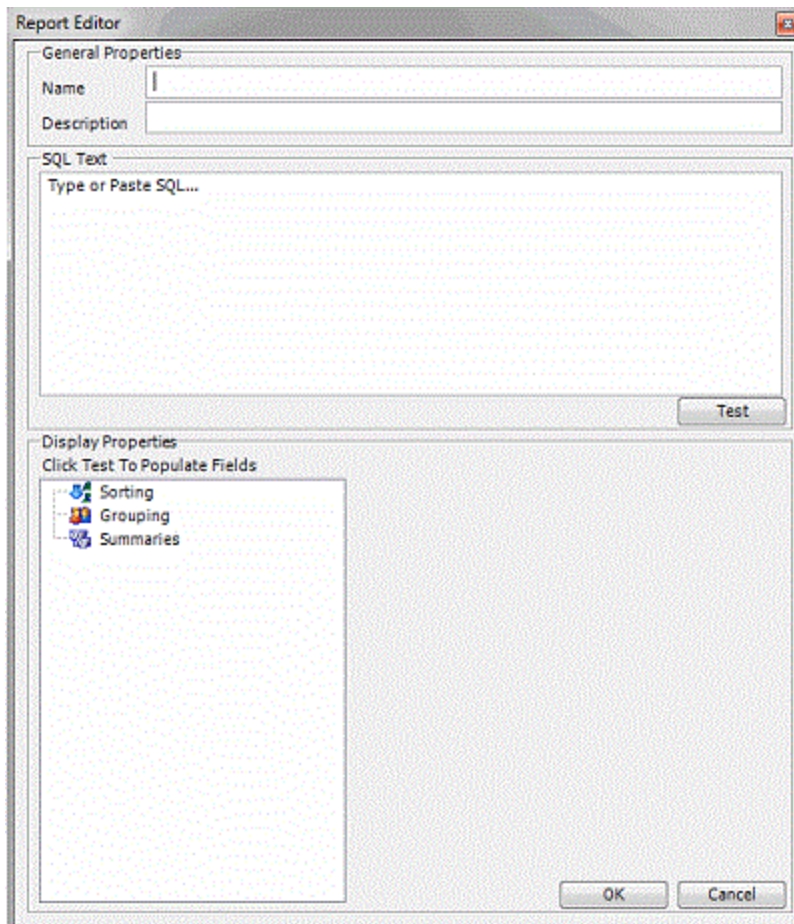 Report Editor
General Properties
Name
Description
SQL Text
Type or Paste SQL...
Test
Display Properties
Click Test To Populate Fields
Sorting
Grouping
Summaries
OK Cancel